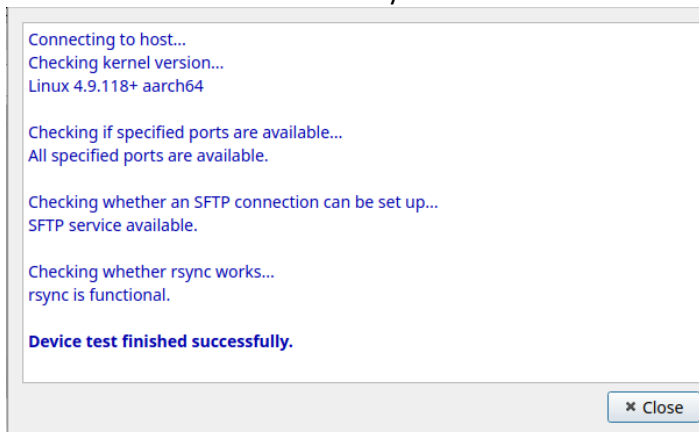 Connecting to host...
Checking kernel version...
Linux 4.9.118+ aarch64
Checking if specified ports are available...
All specified ports are available.
Checking whether an SFTP connection can be set up...
SFTP service available.
Checking whether rsync works...
rsync is functional.
Device test finished successfully.
Close